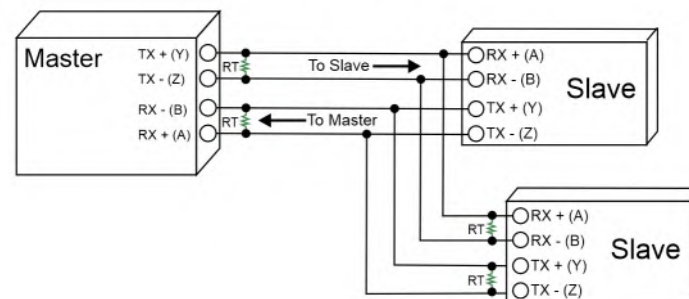 Master
TX + (Y)
TX - (Z)
RX - (B)
RX + (A)
RT
RT
To Slave
To Master
RX + (A)
RX - (B)
TX + (Y)
TX - (Z)
Slave
RT
RT
RX + (A)
RX - (B)
TX + (Y)
TX - (Z)
Slave